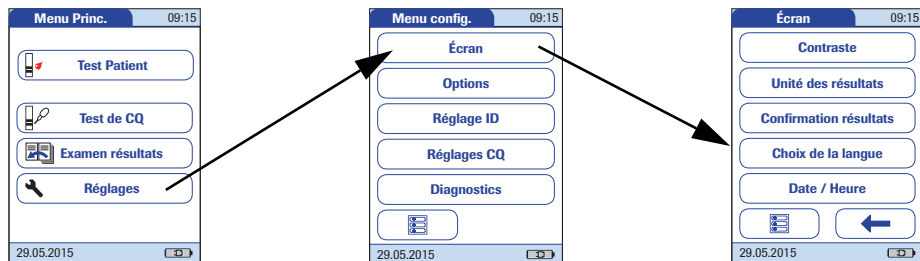 Menu Princ. 09:15
Test Patient
Test de CQ
Examen résultats
Réglages
29.05.2015
Menu config. 09:15
Écran
Options
Réglage ID
Réglages CQ
Diagnostics
29.05.2015
Écran 09:15
Contraste
Unité des résultats
Confirmation résultats
Choix de la langue
Date / Heure
29.05.2015